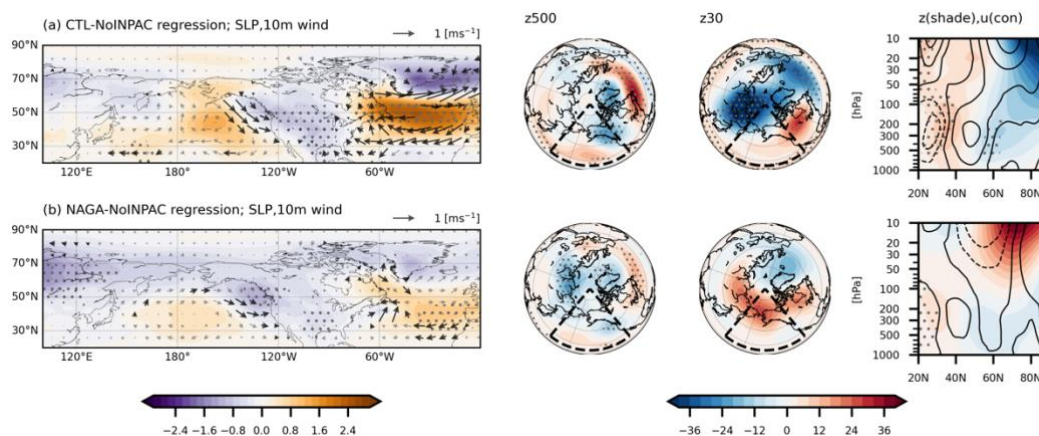 (a) CTL-NoINPAC regression; SLP,10m wind
1 [ms⁻¹]
z500
z30
z(shade),u(con)
90°N
70°N
50°N
30°N
120°E
180°
120°W
60°W
10
20
30
50
100
200
300
500
1000
[hPa]
20N
40N
60N
80N
(b) NAGA-NoINPAC regression; SLP,10m wind
1 [ms⁻¹]
90°N
70°N
50°N
30°N
120°E
180°
120°W
60°W
10
20
30
50
100
200
300
500
1000
[hPa]
20N
40N
60N
80N
−2.4 −1.6 −0.8 0.0 0.8 1.6 2.4
−36 −24 −12 0 12 24 36